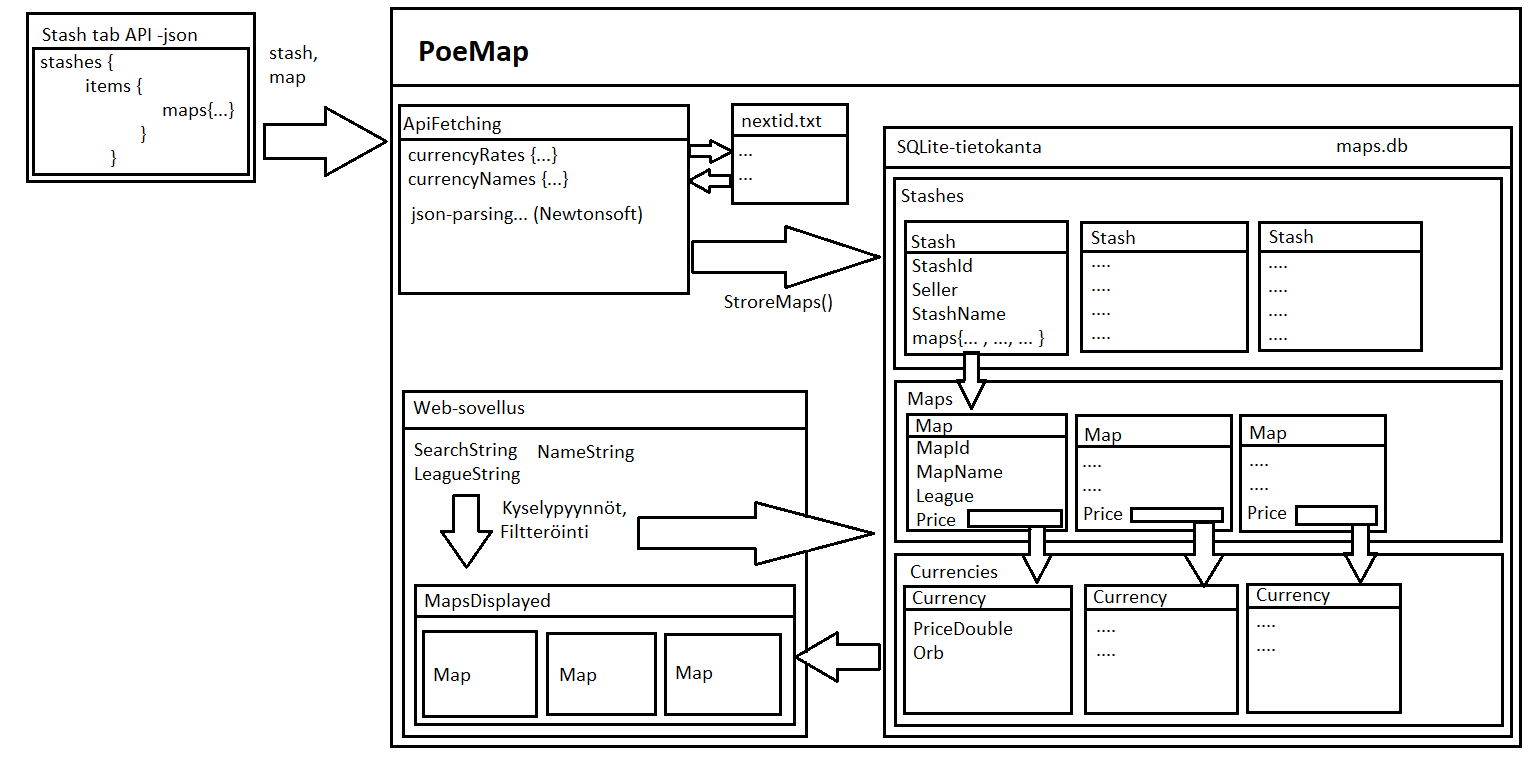 Stash tab API -json
stashes {
items {
maps{...}
}
}
stash,
map
PoeMap
ApiFetching
currencyRates {...}
currencyNames {...}
json-parsing... (Newtonsoft)
nextid.txt
...
...
StroreMaps()
SQLite-tietokanta
maps.db
Stashes
Stash
StashId
Seller
StashName
maps{... , ..., ... }
Stash
....
....
....
....
Stash
....
....
....
....
Maps
Map
MapId
MapName
League
Price
Map
....
....
Price
Map
....
....
Price
Currencies
Currency
PriceDouble
Orb
Currency
....
....
Currency
....
....
Web-sovellus
SearchString NameString
LeagueString
Kyselypyynnöt,
Filtteröinti
MapsDisplayed
Map
Map
Map